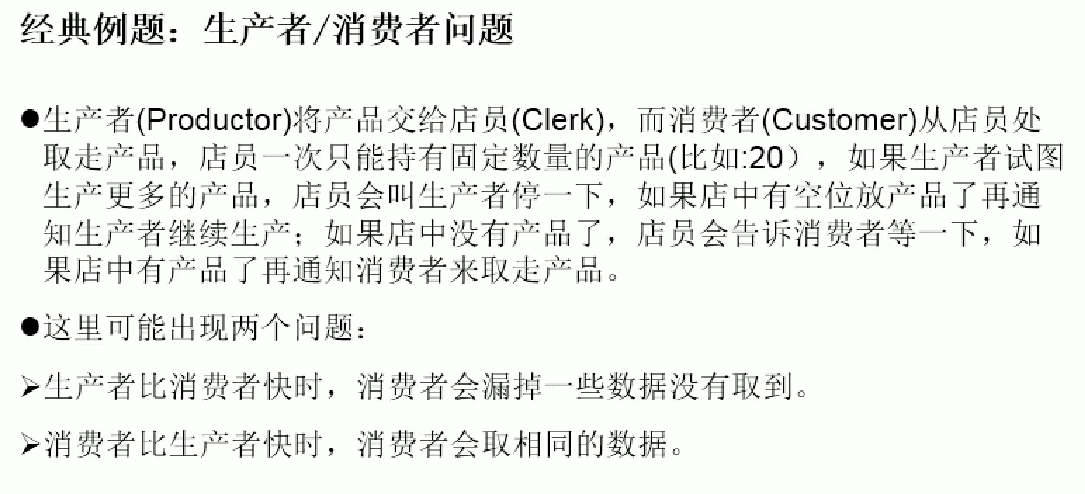 经典例题：生产者/消费者问题
●生产者(Productor)将产品交给店员(Clerk)，而消费者(Customer)从店员处
取走产品，店员一次只能持有固定数量的产品(比如:20），如果生产者试图
生产更多的产品，店员会叫生产者停一下，如果店中有空位放产品了再通
知生产者继续生产；如果店中没有产品了，店员会告诉消费者等一下，如
果店中有产品了再通知消费者来取走产品。
●这里可能出现两个问题：
➢生产者比消费者快时，消费者会漏掉一些数据没有取到。
➢消费者比生产者快时，消费者会取相同的数据。